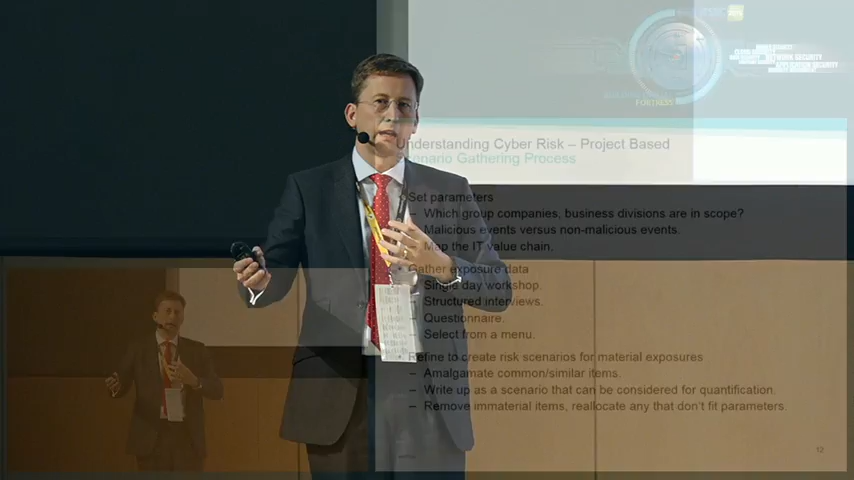 FORTRESS
NETWORK SECURITY
APPLICATION SECURITY
Understanding Cyber Risk – Project Based
Scenario Gathering Process
Set parameters
– Which group companies, business divisions are in scope?
– Malicious events versus non-malicious events.
– Map the IT value chain.
Gather exposure data
– Single day workshop.
– Structured interviews.
– Questionnaire.
– Select from a menu.
Refine to create risk scenarios for material exposures
– Amalgamate common/similar items.
– Write up as a scenario that can be considered for quantification.
– Remove immaterial items, reallocate any that don't fit parameters.
12